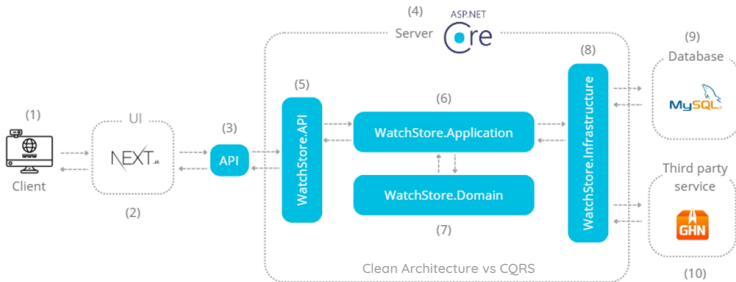 (4)
ASP.NET
Server
Core
(9)
Database
(8)
(5)
(1)
UI
(3)
(6)
MySQL
WatchStore.API
WatchStore.Application
WatchStore.Infrastructure
NEXT.JS
API
Client
(2)
WatchStore.Domain
(7)
Third party
service
GHN
Clean Architecture vs CQRS
(10)